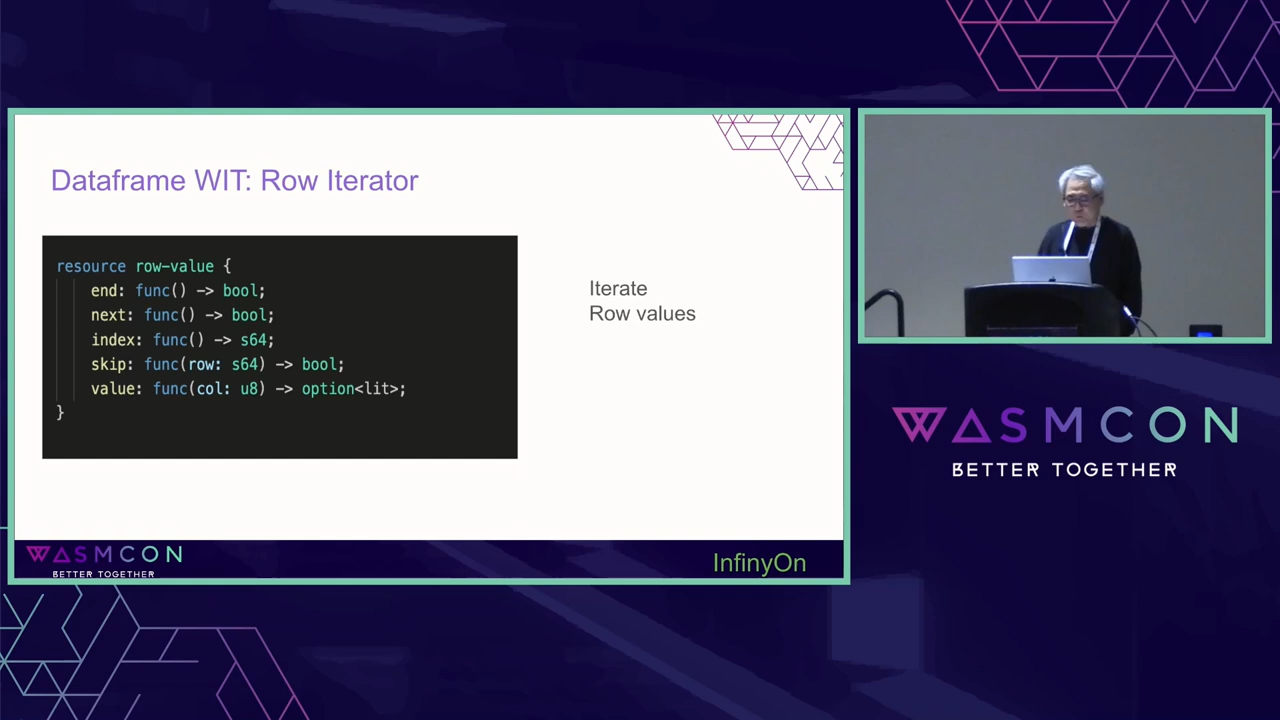 Dataframe WIT: Row Iterator
resource row-value {
end: func() -> bool;
next: func() -> bool;
index: func() -> s64;
skip: func(row: s64) -> bool;
value: func(col: u8) -> option<lit>;
}
Iterate
Row values
WASMCON
BETTER TOGETHER
InfinyOn
WASMCON
BETTER TOGETHER